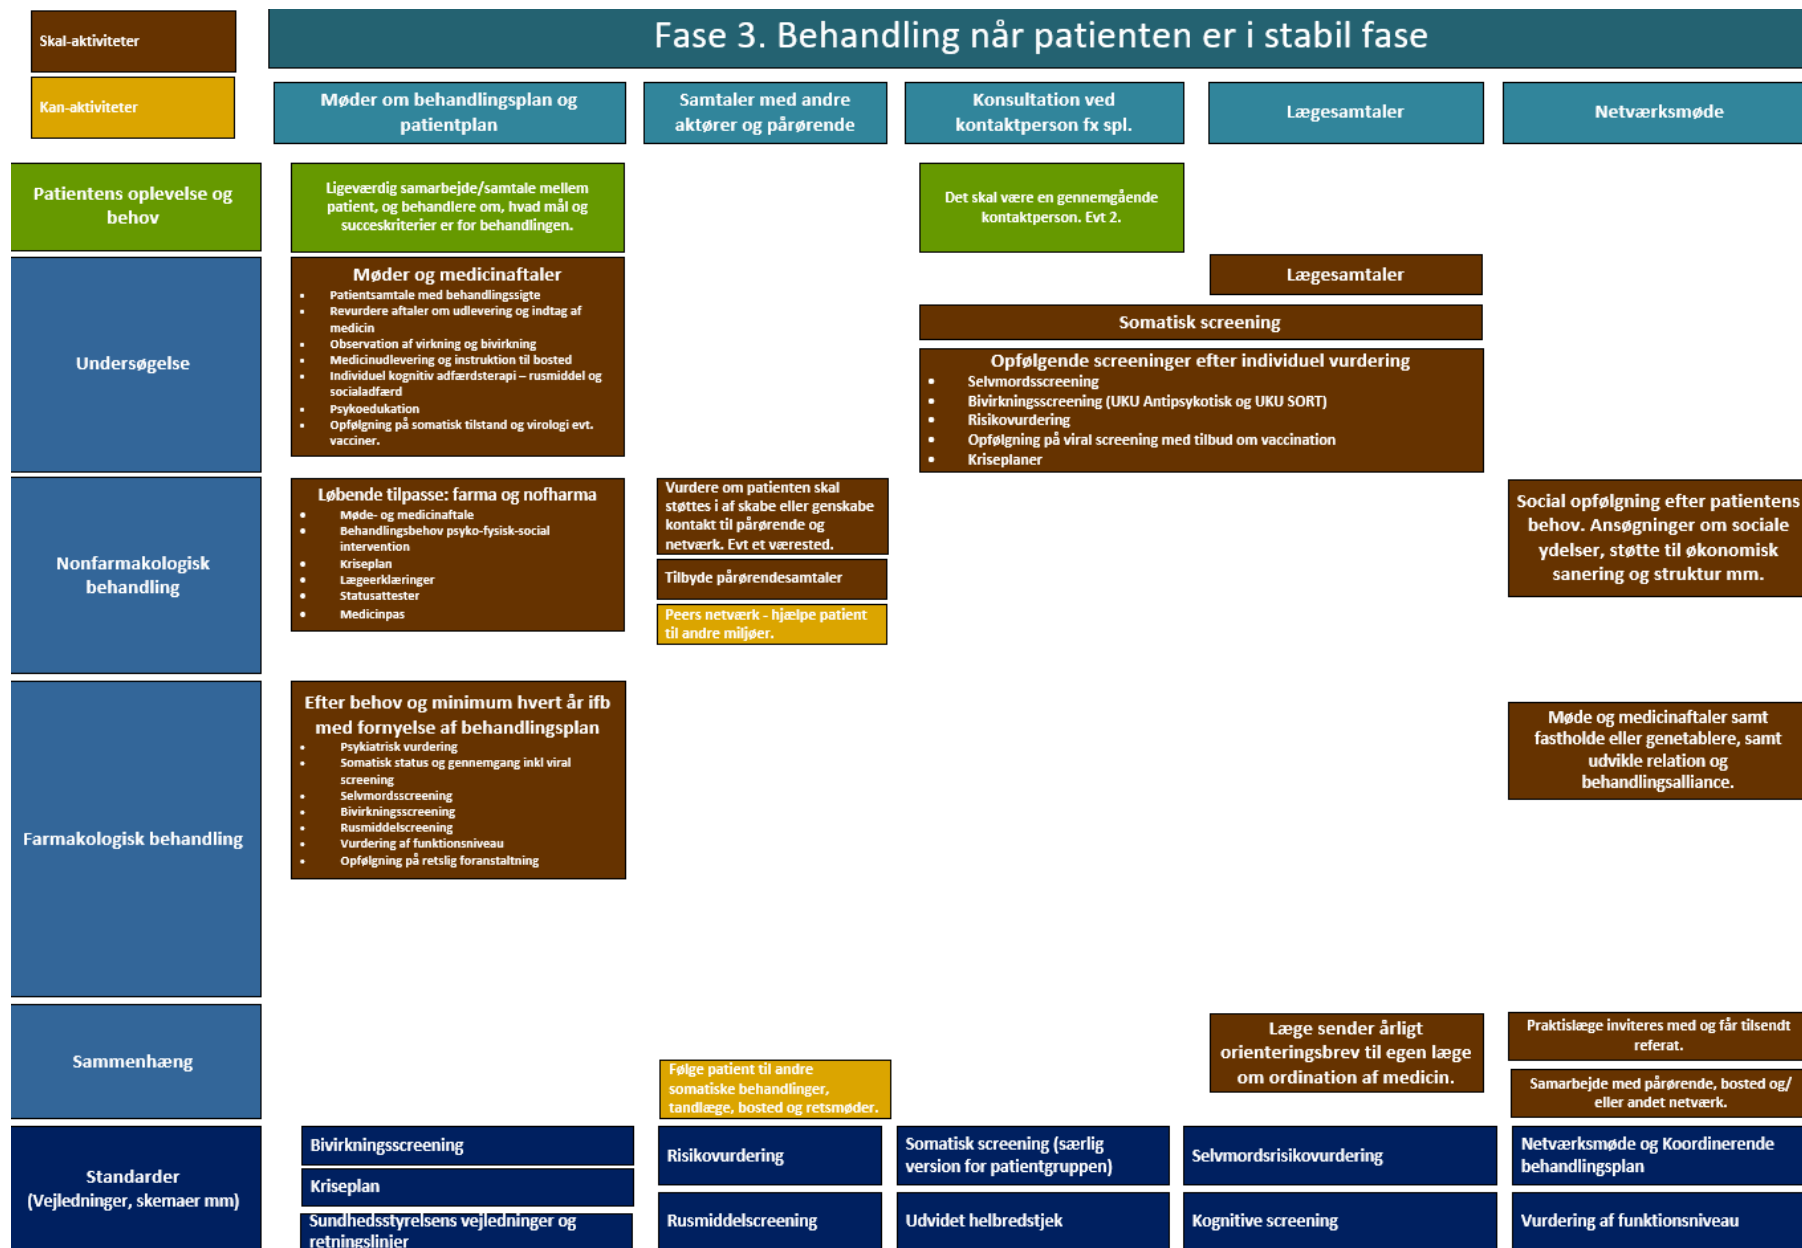 Skal-aktiviteter
Fase 3. Behandling når patienten er i stabil fase
Kan-aktiviteter
Møder om behandlingsplan og
patientplan
Samtaler med andre
aktører og pårørende
Konsultation ved
kontaktperson fx spl.
Lægesamtaler
Netværksmøde
Patientens oplevelse og
behov
Ligeværdig samarbejde/samtale mellem
patient, og behandlere om, hvad mål og
succeskriterier er for behandlingen.
Det skal være en gennemgående
kontaktperson. Evt 2.
Undersøgelse
Møder og medicinaftaler
• Patientsamtale med behandlingssigte
• Revurdere aftaler om udlevering og indtag af
medicin
• Observation af virkning og bivirkning
• Medicinudlevering og instruktion til bosted
• Individuel kognitiv adfærdsterapi – rusmiddel og
socialadfærd
• Psykoedukation
• Opfølgning på somatisk tilstand og virologi evt.
vacciner.
Lægesamtaler
Somatisk screening
Opfølgende screeninger efter individuel vurdering
• Selvmordsscreening
• Bivirkningsscreening (UKU Antipsykotisk og UKU SORT)
• Risikovurdering
• Opfølgning på viral screening med tilbud om vaccination
• Kriseplaner
Nonfarmakologisk
behandling
Løbende tilpasse: farma og nofharma
• Møde- og medicinaftale
• Behandlingsbehov psyko-fysisk-social
intervention
• Kriseplan
• Lægeerklæringer
• Statusattester
• Medicinpas
Vurdere om patienten skal
støttes i af skabe eller genskabe
kontakt til pårørende og
netværk. Evt et værested.
Tilbyde pårørendesamtaler
Peers netværk - hjælpe patient
til andre miljøer.
Social opfølgning efter patientens
behov. Ansøgninger om sociale
ydelser, støtte til økonomisk
sanering og struktur mm.
Farmakologisk behandling
Efter behov og minimum hvert år ifb
med fornyelse af behandlingsplan
• Psykiatrisk vurdering
• Somatisk status og gennemgang inkl viral
screening
• Selvmordsscreening
• Bivirkningsscreening
• Rusmiddelscreening
• Vurdering af funktionsniveau
• Opfølgning på retslig foranstaltning
Møde og medicinaftaler samt
fastholde eller genetablere, samt
udvikle relation og
behandlingsalliance.
Sammenhæng
Følge patient til andre
somatiske behandlinger,
tandlæge, bosted og retsmøder.
Læge sender årligt
orienteringsbrev til egen læge
om ordination af medicin.
Praktislæge inviteres med og får tilsendt
referat.
Samarbejde med pårørende, bosted og/
eller andet netværk.
Standarder
(Vejledninger, skemaer mm)
Bivirkningsscreening
Kriseplan
Sundhedsstyrelsens vejledninger og
retningslinjer
Risikovurdering
Rusmiddelscreening
Somatisk screening (særlig
version for patientgruppen)
Udvidet helbredstjek
Selvmordsrisikovurdering
Kognitive screening
Netværksmøde og Koordinerende
behandlingsplan
Vurdering af funktionsniveau